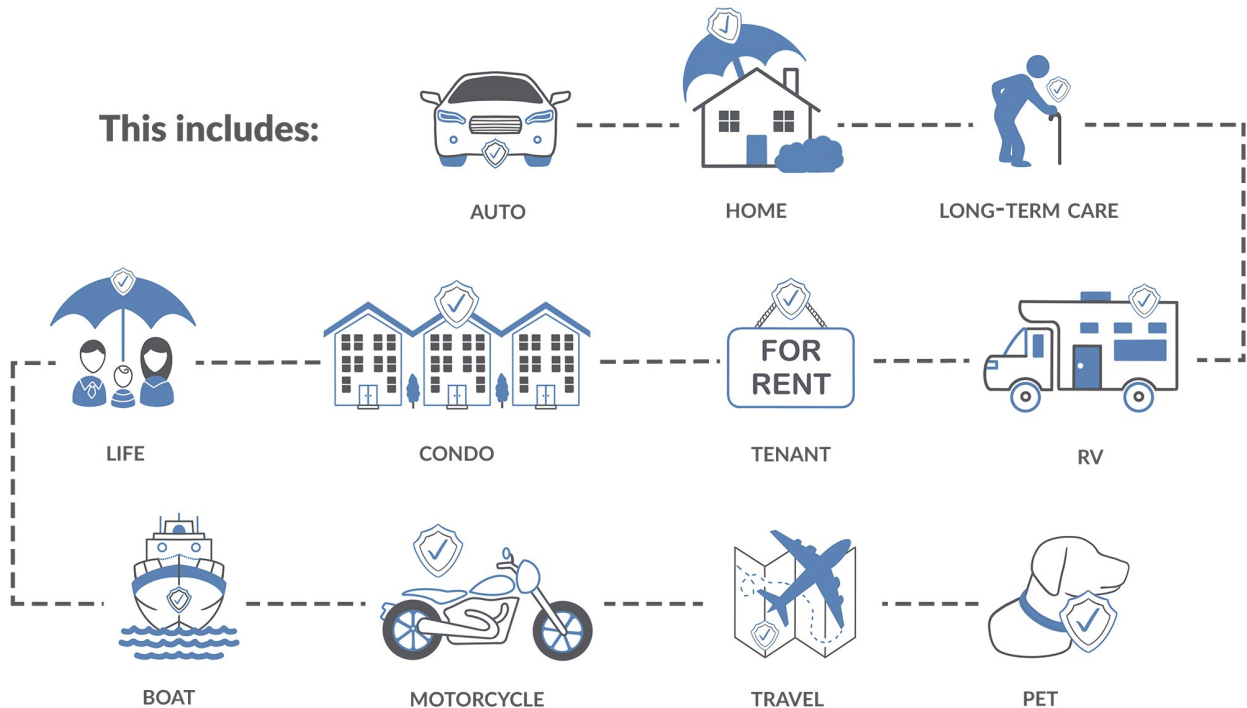 This includes:
AUTO
HOME
LONG-TERM CARE
LIFE
CONDO
FOR
RENT
TENANT
RV
BOAT
MOTORCYCLE
TRAVEL
PET